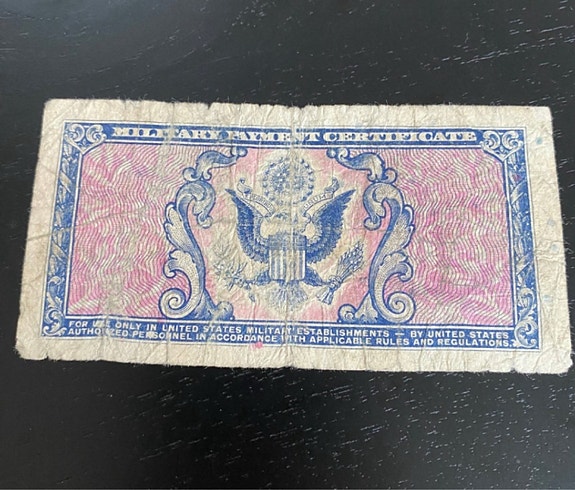 MILITARY PAYMENT CERTIFICATE
FOR USE ONLY IN UNITED STATES MILITARY ESTABLISHMENTS — BY UNITED STATES
AUTHORIZED PERSONNEL IN ACCORDANCE WITH APPLICABLE RULES AND REGULATIONS.